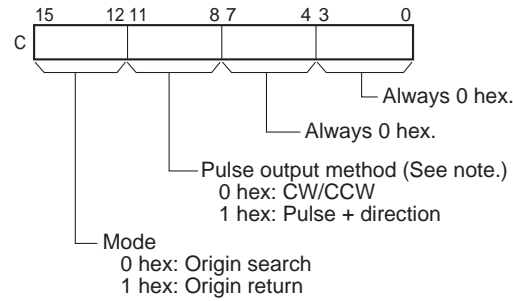 15 12 11 8 7 4 3 0
C
Always 0 hex.
Always 0 hex.
Pulse output method (See note.)
0 hex: CW/CCW
1 hex: Pulse + direction
Mode
0 hex: Origin search
1 hex: Origin return